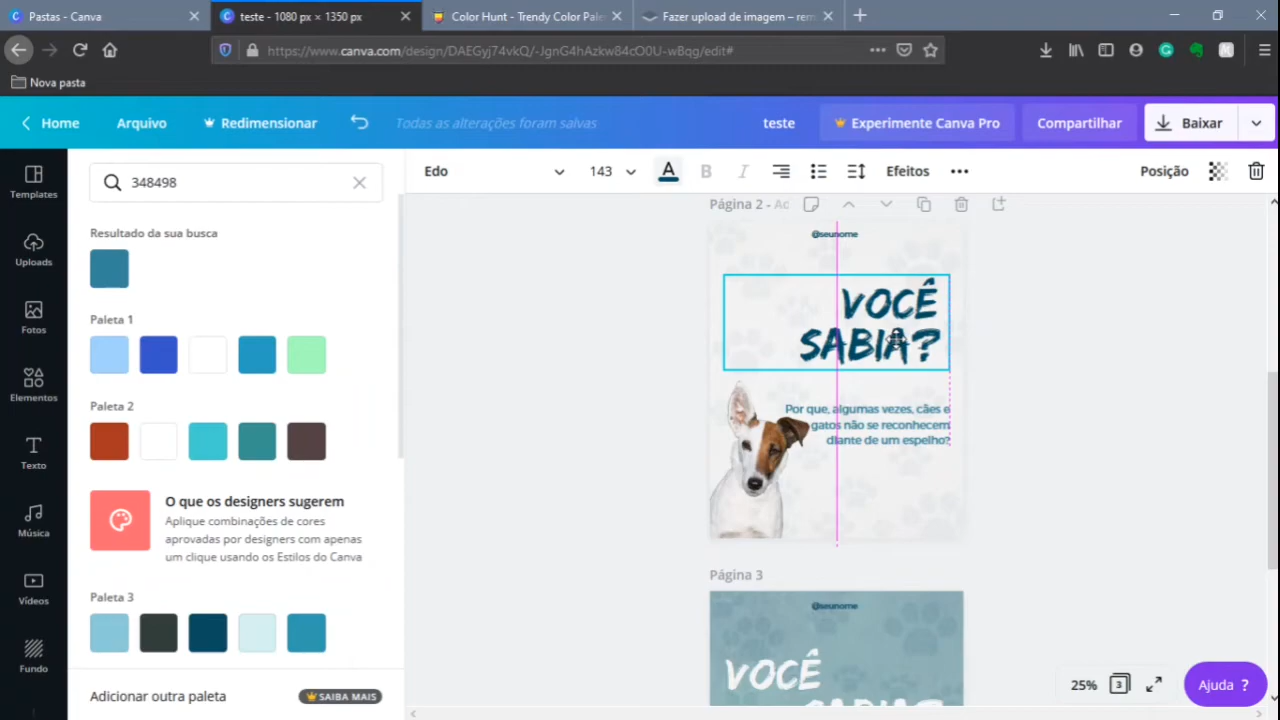 Pastas - Canva
teste - 1080 px × 1350 px
Color Hunt - Trendy Color Pale
Fazer upload de imagem – rem
https://www.canva.com/design/DAEGyj74vkQ/-JgnG4hAzkw84cO0U-wBqg/edit#
Nova pasta
Home
Arquivo
Redimensionar
Todas as alterações foram salvas
teste
Experimente Canva Pro
Compartilhar
Baixar
Templates
Uploads
Fotos
Elementos
Texto
Música
Vídeos
Fundo
348498
Resultado da sua busca
Paleta 1
Paleta 2
O que os designers sugerem
Aplique combinações de cores
aprovadas por designers com apenas
um clique usando os Estilos do Canva
Paleta 3
Adicionar outra paleta
SAIBA MAIS
Edo
143
A
B
I
Efeitos
Posição
Página 2 - Ad
@seunome
VOCÊ
SABIA?
Por que, algumas vezes, cães e
gatos não se reconhecem
diante de um espelho?
Página 3
@seunome
VOCÊ
SABIA?
25%
3
Ajuda ?